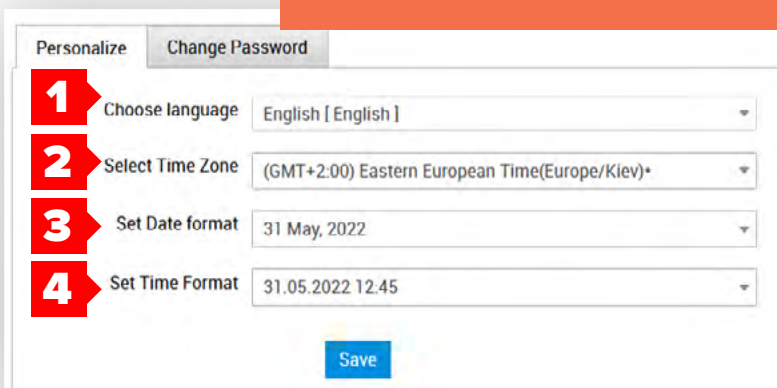 Personalize Change Password
1 Choose language English [ English ]
2 Select Time Zone (GMT+2:00) Eastern European Time(Europe/Kiev)*
3 Set Date format 31 May, 2022
4 Set Time Format 31.05.2022 12:45
Save